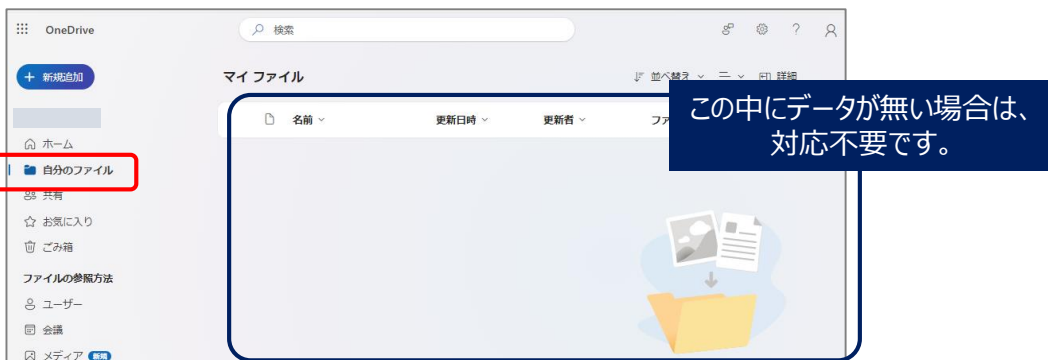 OneDrive
検索
?
+ 新規追加
マイ ファイル
並べ替え
詳細
この中にデータが無い場合は、
対応不要です。
名前
更新日時
更新者
ファ
ホーム
自分のファイル
共有
お気に入り
ごみ箱
ファイルの参照方法
ユーザー
会議
メディア 新規